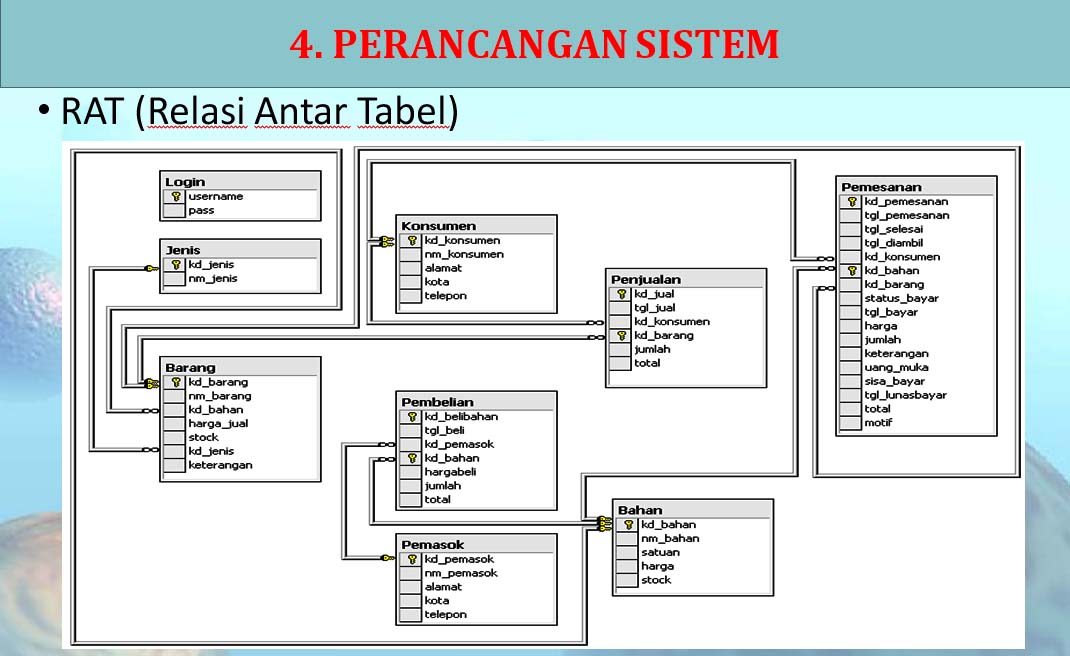 4. PERANCANGAN SISTEM
• RAT (Relasi Antar Tabel)
Login
username
pass
Jenis
kd_jenis
nm_jenis
Barang
kd_barang
nm_barang
kd_bahan
harga_jual
stock
kd_jenis
keterangan
Konsumen
kd_konsumen
nm_konsumen
alamat
kota
telepon
Pembelian
kd_belibahan
tgl_beli
kd_pemasok
kd_bahan
hargabeli
jumlah
total
Pemasok
kd_pemasok
nm_pemasok
alamat
kota
telepon
Penjualan
kd_jual
tgl_jual
kd_konsumen
kd_barang
jumlah
total
Bahan
kd_bahan
nm_bahan
satuan
harga
stock
Pemesanan
kd_pemesanan
tgl_pemesanan
tgl_selesai
tgl_diambil
kd_konsumen
kd_bahan
kd_barang
status_bayar
tgl_bayar
harga
jumlah
keterangan
uang_muka
sisa_bayar
tgl_lunasbayar
total
motif